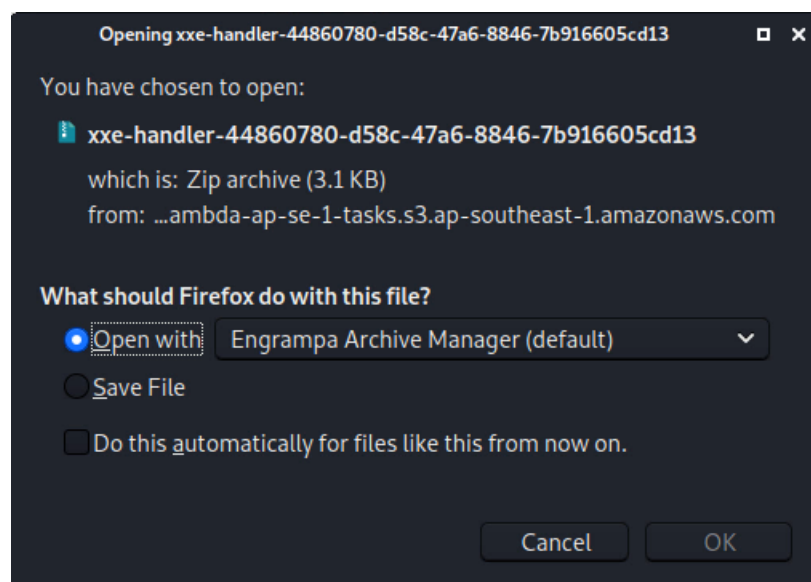 Opening xxe-handler-44860780-d58c-47a6-8846-7b916605cd13
You have chosen to open:
xxe-handler-44860780-d58c-47a6-8846-7b916605cd13
which is: Zip archive (3.1 KB)
from: ...ambda-ap-se-1-tasks.s3.ap-southeast-1.amazonaws.com
What should Firefox do with this file?
Open with Engrampa Archive Manager (default)
Save File
Do this automatically for files like this from now on.
Cancel OK